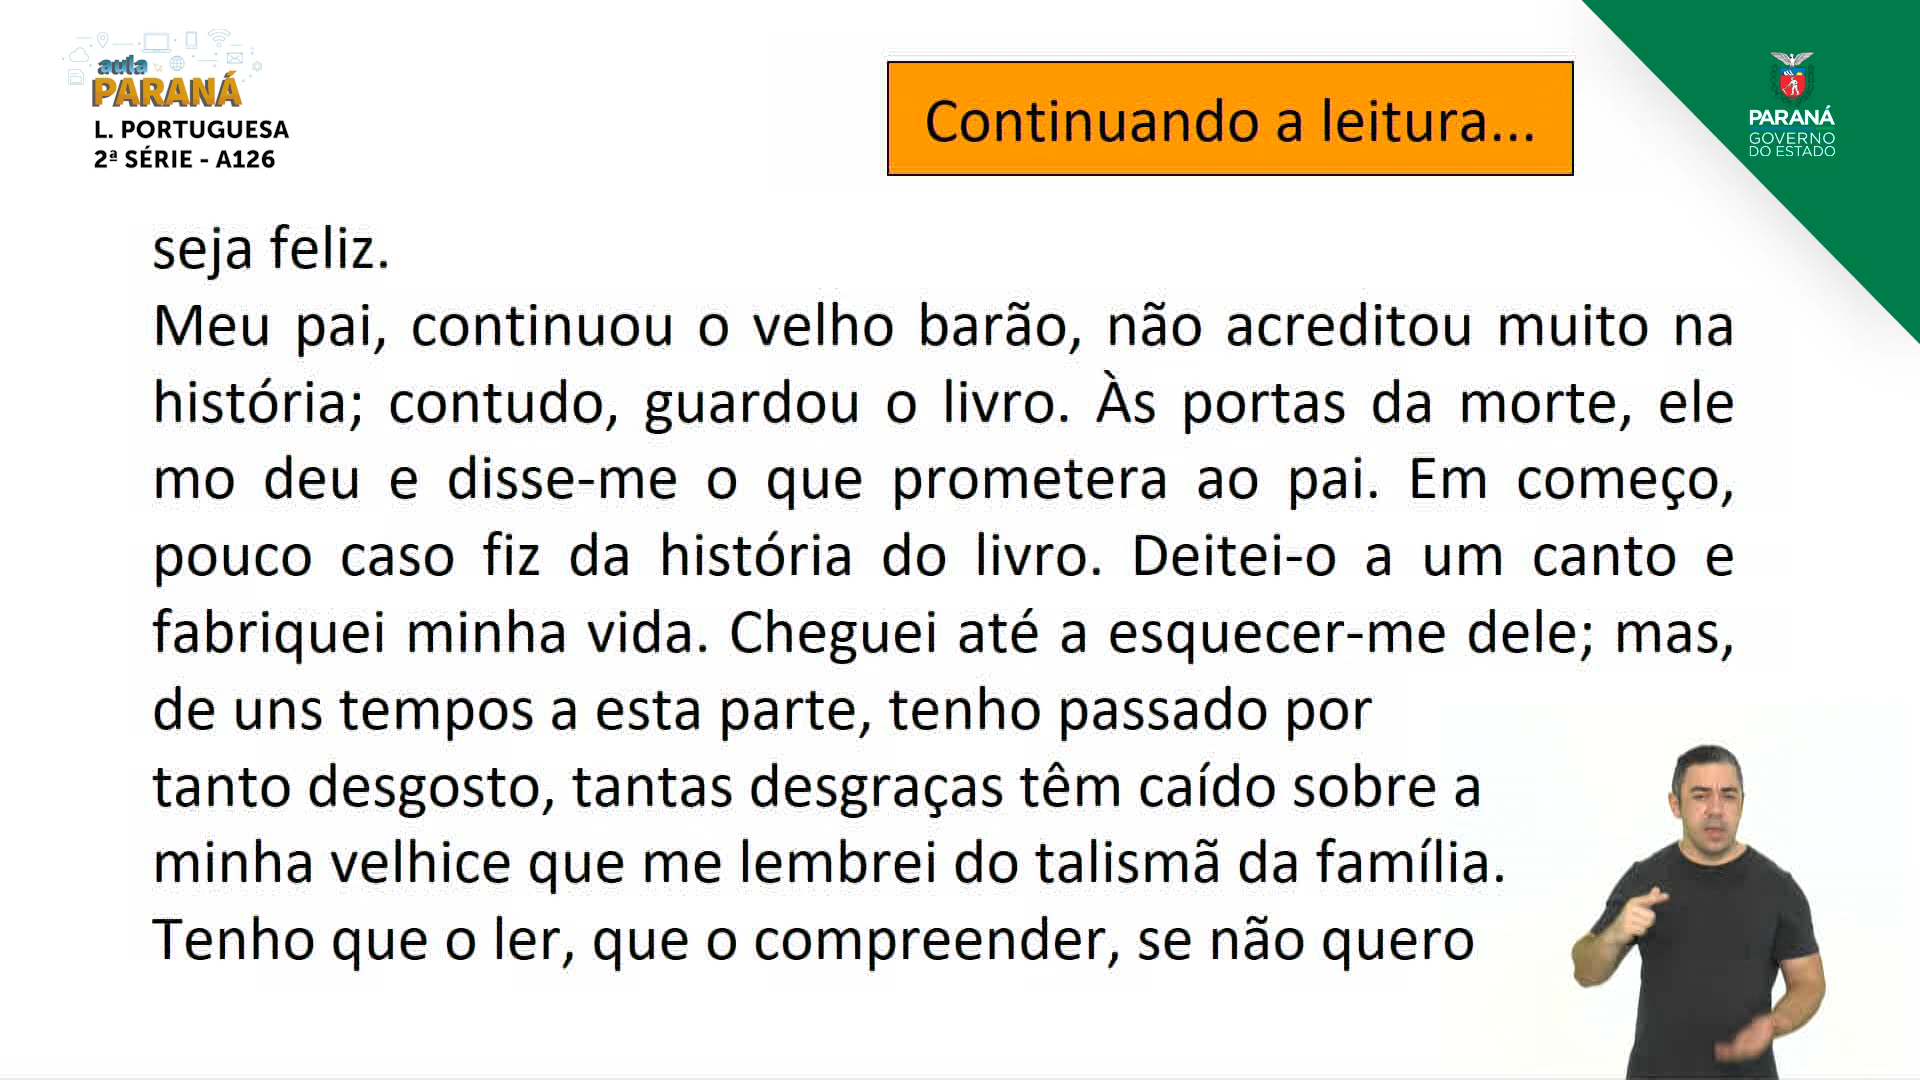 aula
PARANÁ
L. PORTUGUESA
2ª SÉRIE - A126
Continuando a leitura...
PARANÁ
GOVERNO
DO ESTADO
seja feliz.
Meu pai, continuou o velho barão, não acreditou muito na
história; contudo, guardou o livro. Às portas da morte, ele
mo deu e disse-me o que prometera ao pai. Em começo,
pouco caso fiz da história do livro. Deitei-o a um canto e
fabriquei minha vida. Cheguei até a esquecer-me dele; mas,
de uns tempos a esta parte, tenho passado por
tanto desgosto, tantas desgraças têm caído sobre a
minha velhice que me lembrei do talismã da família.
Tenho que o ler, que o compreender, se não quero